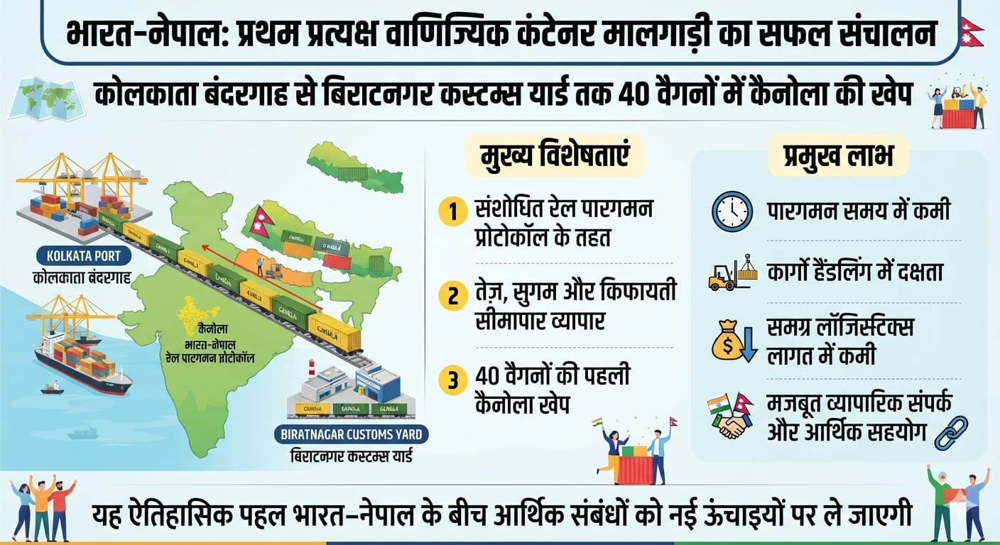 भारत-नेपाल: प्रथम प्रत्यक्ष वाणिज्यिक कंटेनर मालगाड़ी का सफल संचालन
कोलकाता बंदरगाह से बिराटनगर कस्टम्स यार्ड तक 40 वैगनों में कैनोला की खेप
KOLKATA PORT
कोलकाता बंदरगाह
कैनोला
भारत-नेपाल
रेल पारगमन प्रोटोकॉल
BIRATNAGAR CUSTOMS YARD
बिराटनगर कस्टम्स यार्ड
मुख्य विशेषताएं
1 संशोधित रेल पारगमन
प्रोटोकॉल के तहत
2 तेज़, सुगम और किफायती
सीमापार व्यापार
3 40 वैगनों की पहली
कैनोला खेप
प्रमुख लाभ
पारगमन समय में कमी
कार्गो हैंडलिंग में दक्षता
$
समग्र लॉजिस्टिक्स
लागत में कमी
मजबूत व्यापारिक संपर्क
और आर्थिक सहयोग
यह ऐतिहासिक पहल भारत-नेपाल के बीच आर्थिक संबंधों को नई ऊंचाइयों पर ले जाएगी